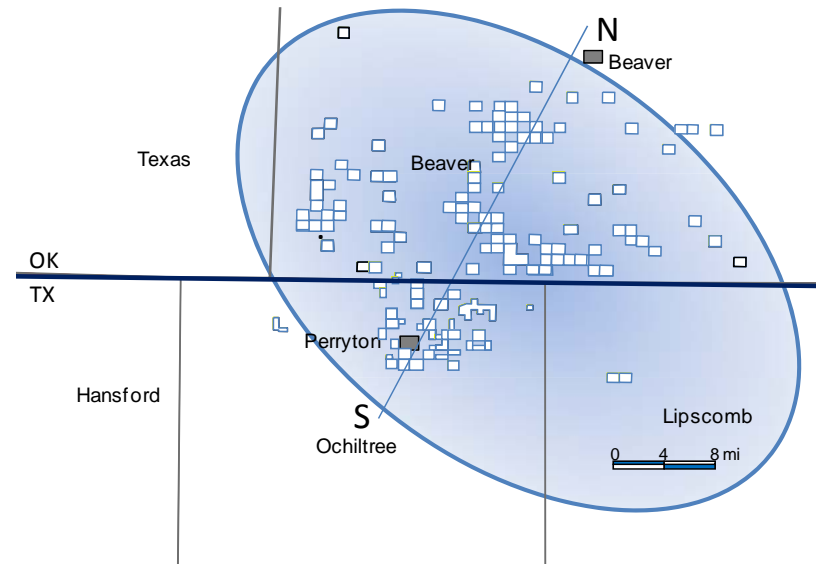 N
Beaver
Texas
Beaver
OK
TX
Perryton
Hansford
S
Ochiltree
Lipscomb
0 4 8 mi